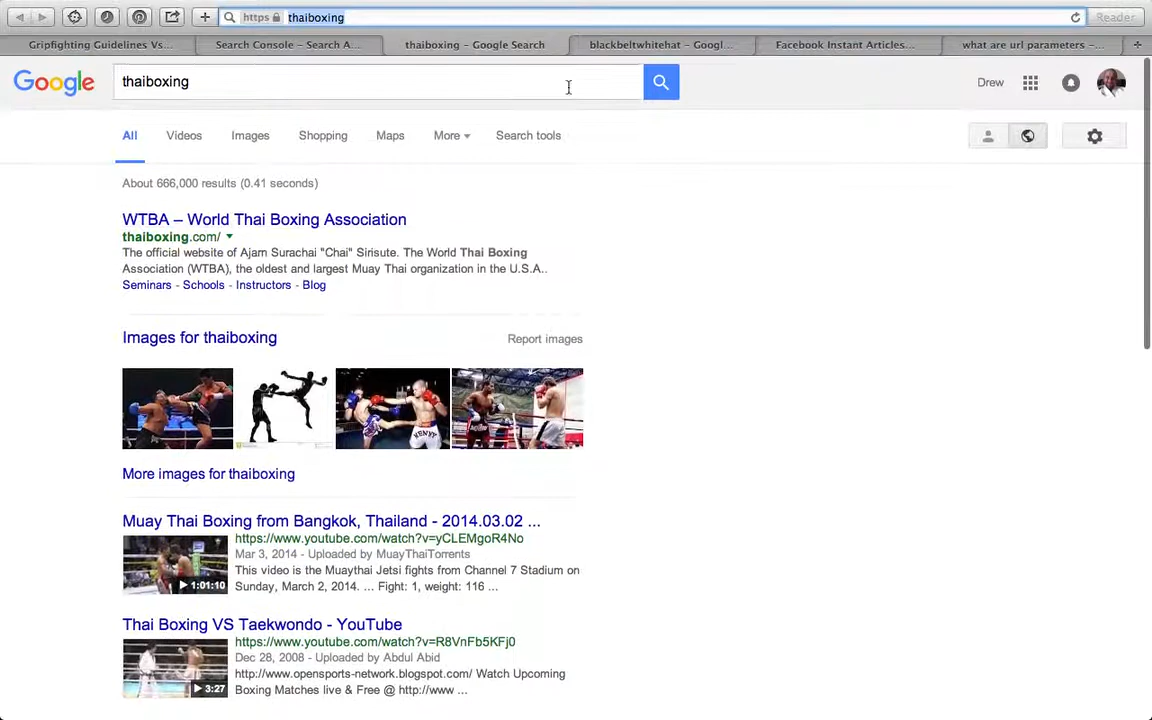 https thaiboxing
Reader
Gripfighting Guidelines Vs...
Search Console – Search A...
thaiboxing – Google Search
blackbeltwhitehat – Googl...
Facebook Instant Articles...
what are url parameters –...
Google
thaiboxing
Drew
All Videos Images Shopping Maps More Search tools
About 666,000 results (0.41 seconds)
WTBA – World Thai Boxing Association
thaiboxing.com/
The official website of Ajarn Surachai "Chai" Sirisute. The World Thai Boxing
Association (WTBA), the oldest and largest Muay Thai organization in the U.S.A..
Seminars - Schools - Instructors - Blog
Images for thaiboxing
Report images
More images for thaiboxing
Muay Thai Boxing from Bangkok, Thailand - 2014.03.02 ...
https://www.youtube.com/watch?v=yCLEMgoR4No
Mar 3, 2014 - Uploaded by MuayThaiTorrents
This video is the Muaythai Jetsi fights from Channel 7 Stadium on
Sunday, March 2, 2014. ... Fight: 1, weight: 116 ...
1:01:10
Thai Boxing VS Taekwondo - YouTube
https://www.youtube.com/watch?v=R8VnFb5KFj0
Dec 28, 2008 - Uploaded by Abdul Abid
http://www.opensports-network.blogspot.com/ Watch Upcoming
Boxing Matches live & Free @ http://www ...
3:27